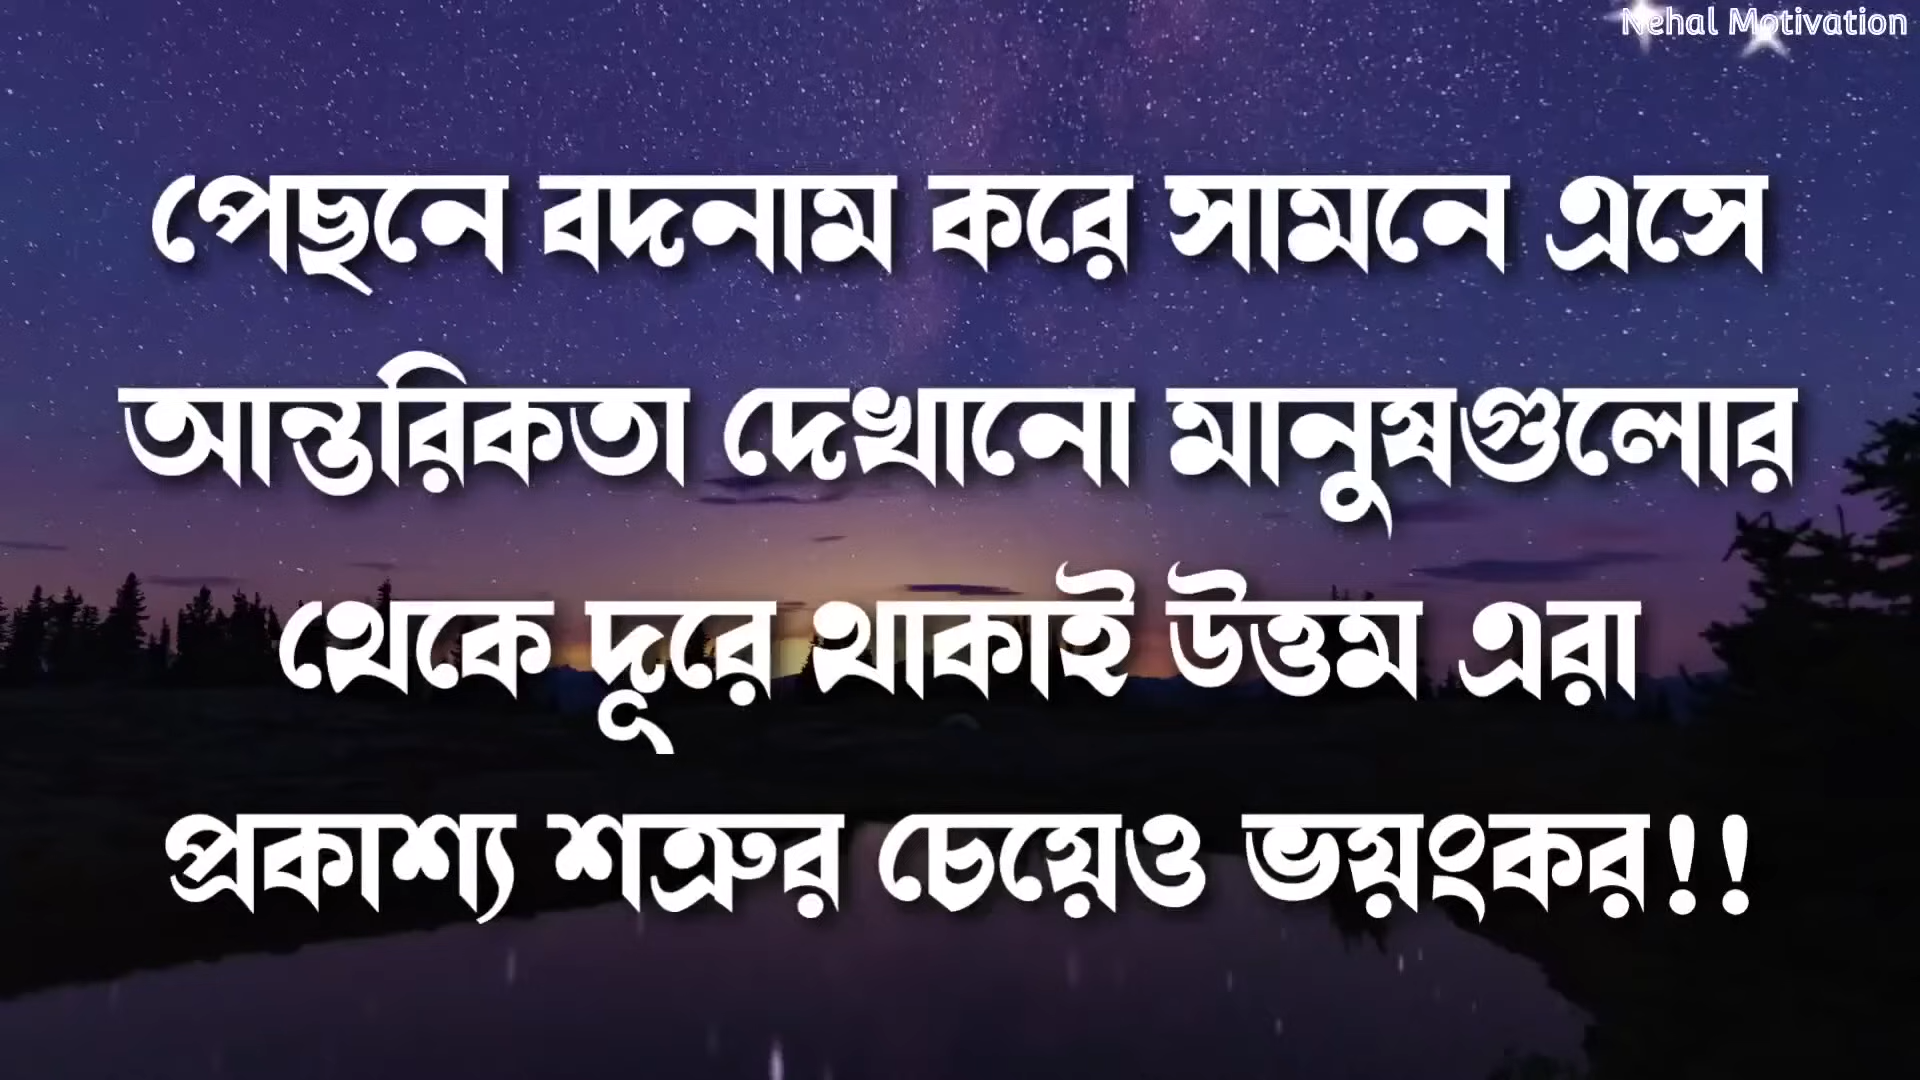 Nehal Motivation
পেছনে বদনাম করে সামনে এসে
আন্তরিকতা দেখানো মানুষগুলোর
থেকে দূরে থাকাই উত্তম এরা
প্রকাশ্য শত্রুর চেয়েও ভয়ংকর!!